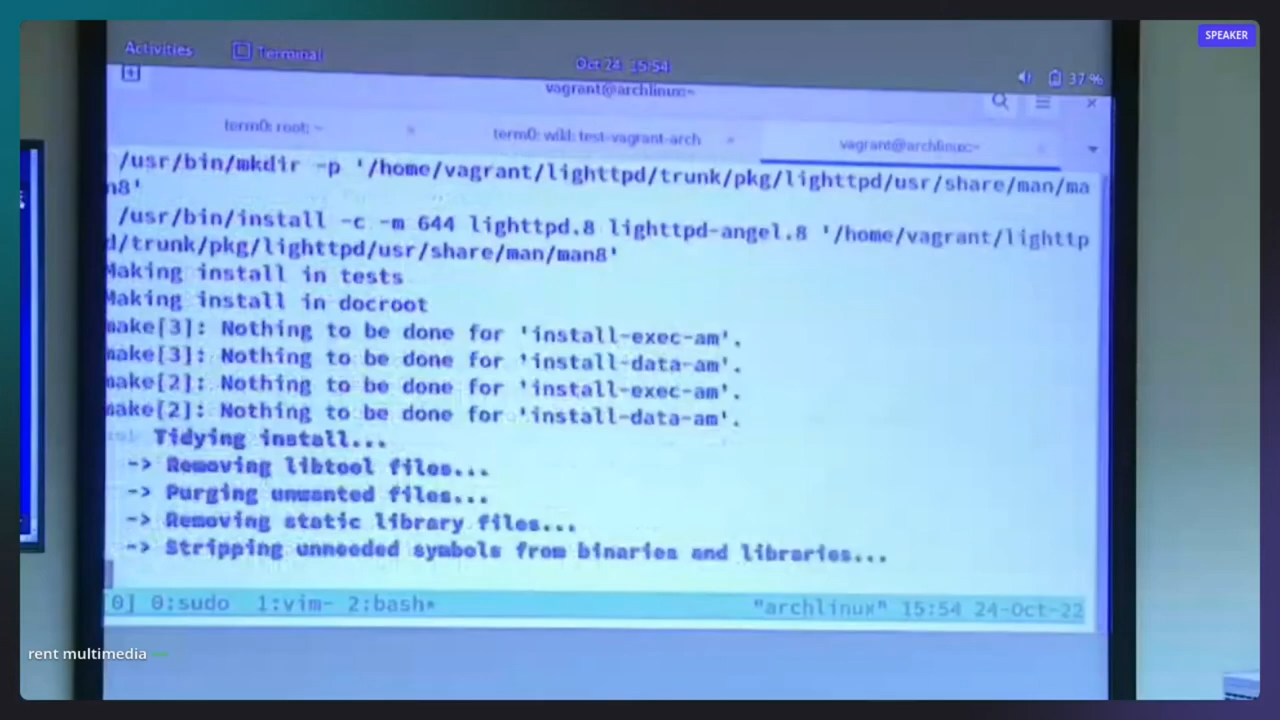 SPEAKER
Activities Terminal
Oct 24 15:54
37 %
vagrant@archlinux:~
term0: root: ~
term0: wiki: test-vagrant-arch
vagrant@archlinux:~
/usr/bin/mkdir -p '/home/vagrant/lighttpd/trunk/pkg/lighttpd/usr/share/man/ma
n8'
/usr/bin/install -c -m 644 lighttpd.8 lighttpd-angel.8 '/home/vagrant/lighttp
d/trunk/pkg/lighttpd/usr/share/man/man8'
Making install in tests
Making install in docroot
make[3]: Nothing to be done for 'install-exec-am'.
make[3]: Nothing to be done for 'install-data-am'.
make[2]: Nothing to be done for 'install-exec-am'.
make[2]: Nothing to be done for 'install-data-am'.
Tidying install...
-> Removing libtool files...
-> Purging unwanted files...
-> Removing static library files...
-> Stripping unneeded symbols from binaries and libraries...
[0] 0:sudo 1:vim- 2:bash* "archlinux" 15:54 24-Oct-22
rent multimedia